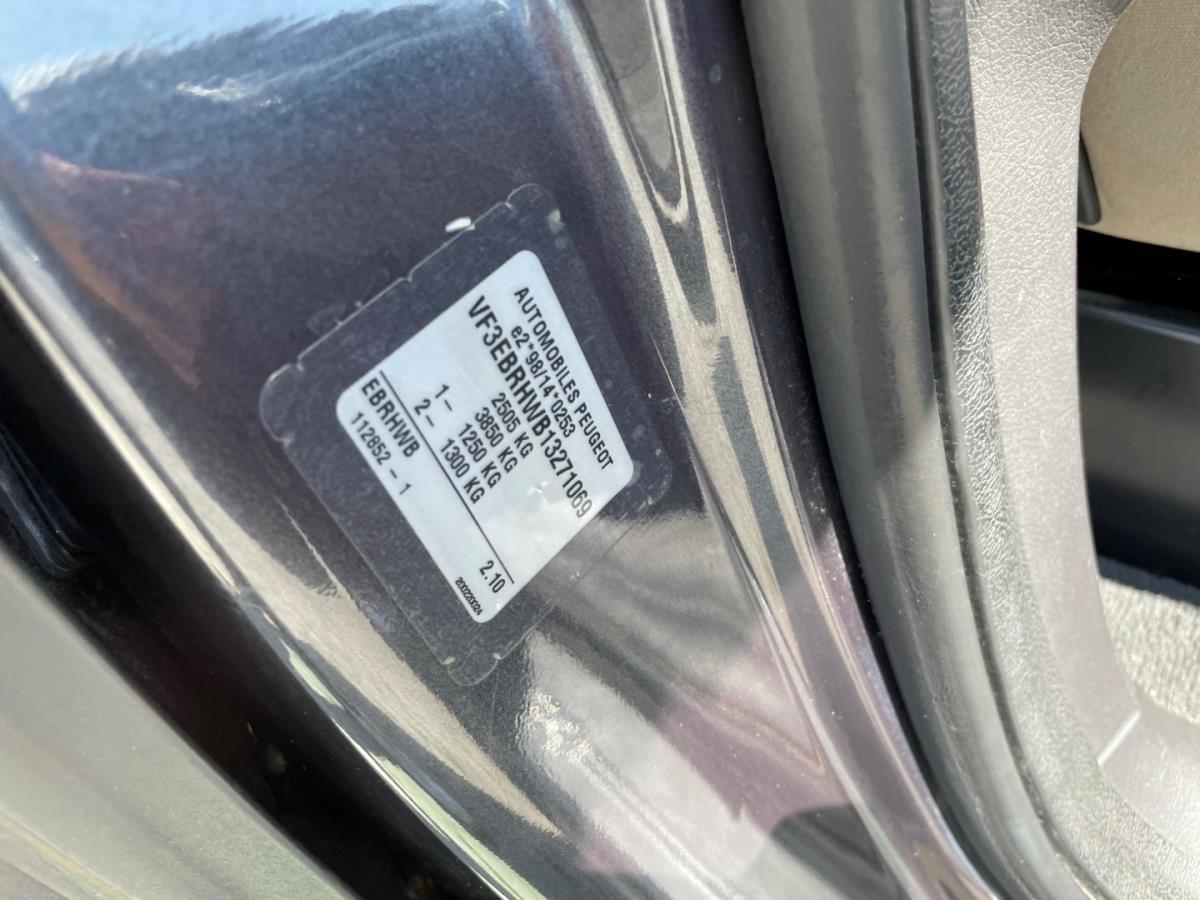 AUTOMOBILES PEUGEOT
e2*98/14*0253
VF3EBRHWB13271069
2505 KG
3850 KG
1- 1250 KG
2- 1300 KG
EBRHWB 2.10
112852-1 200220024